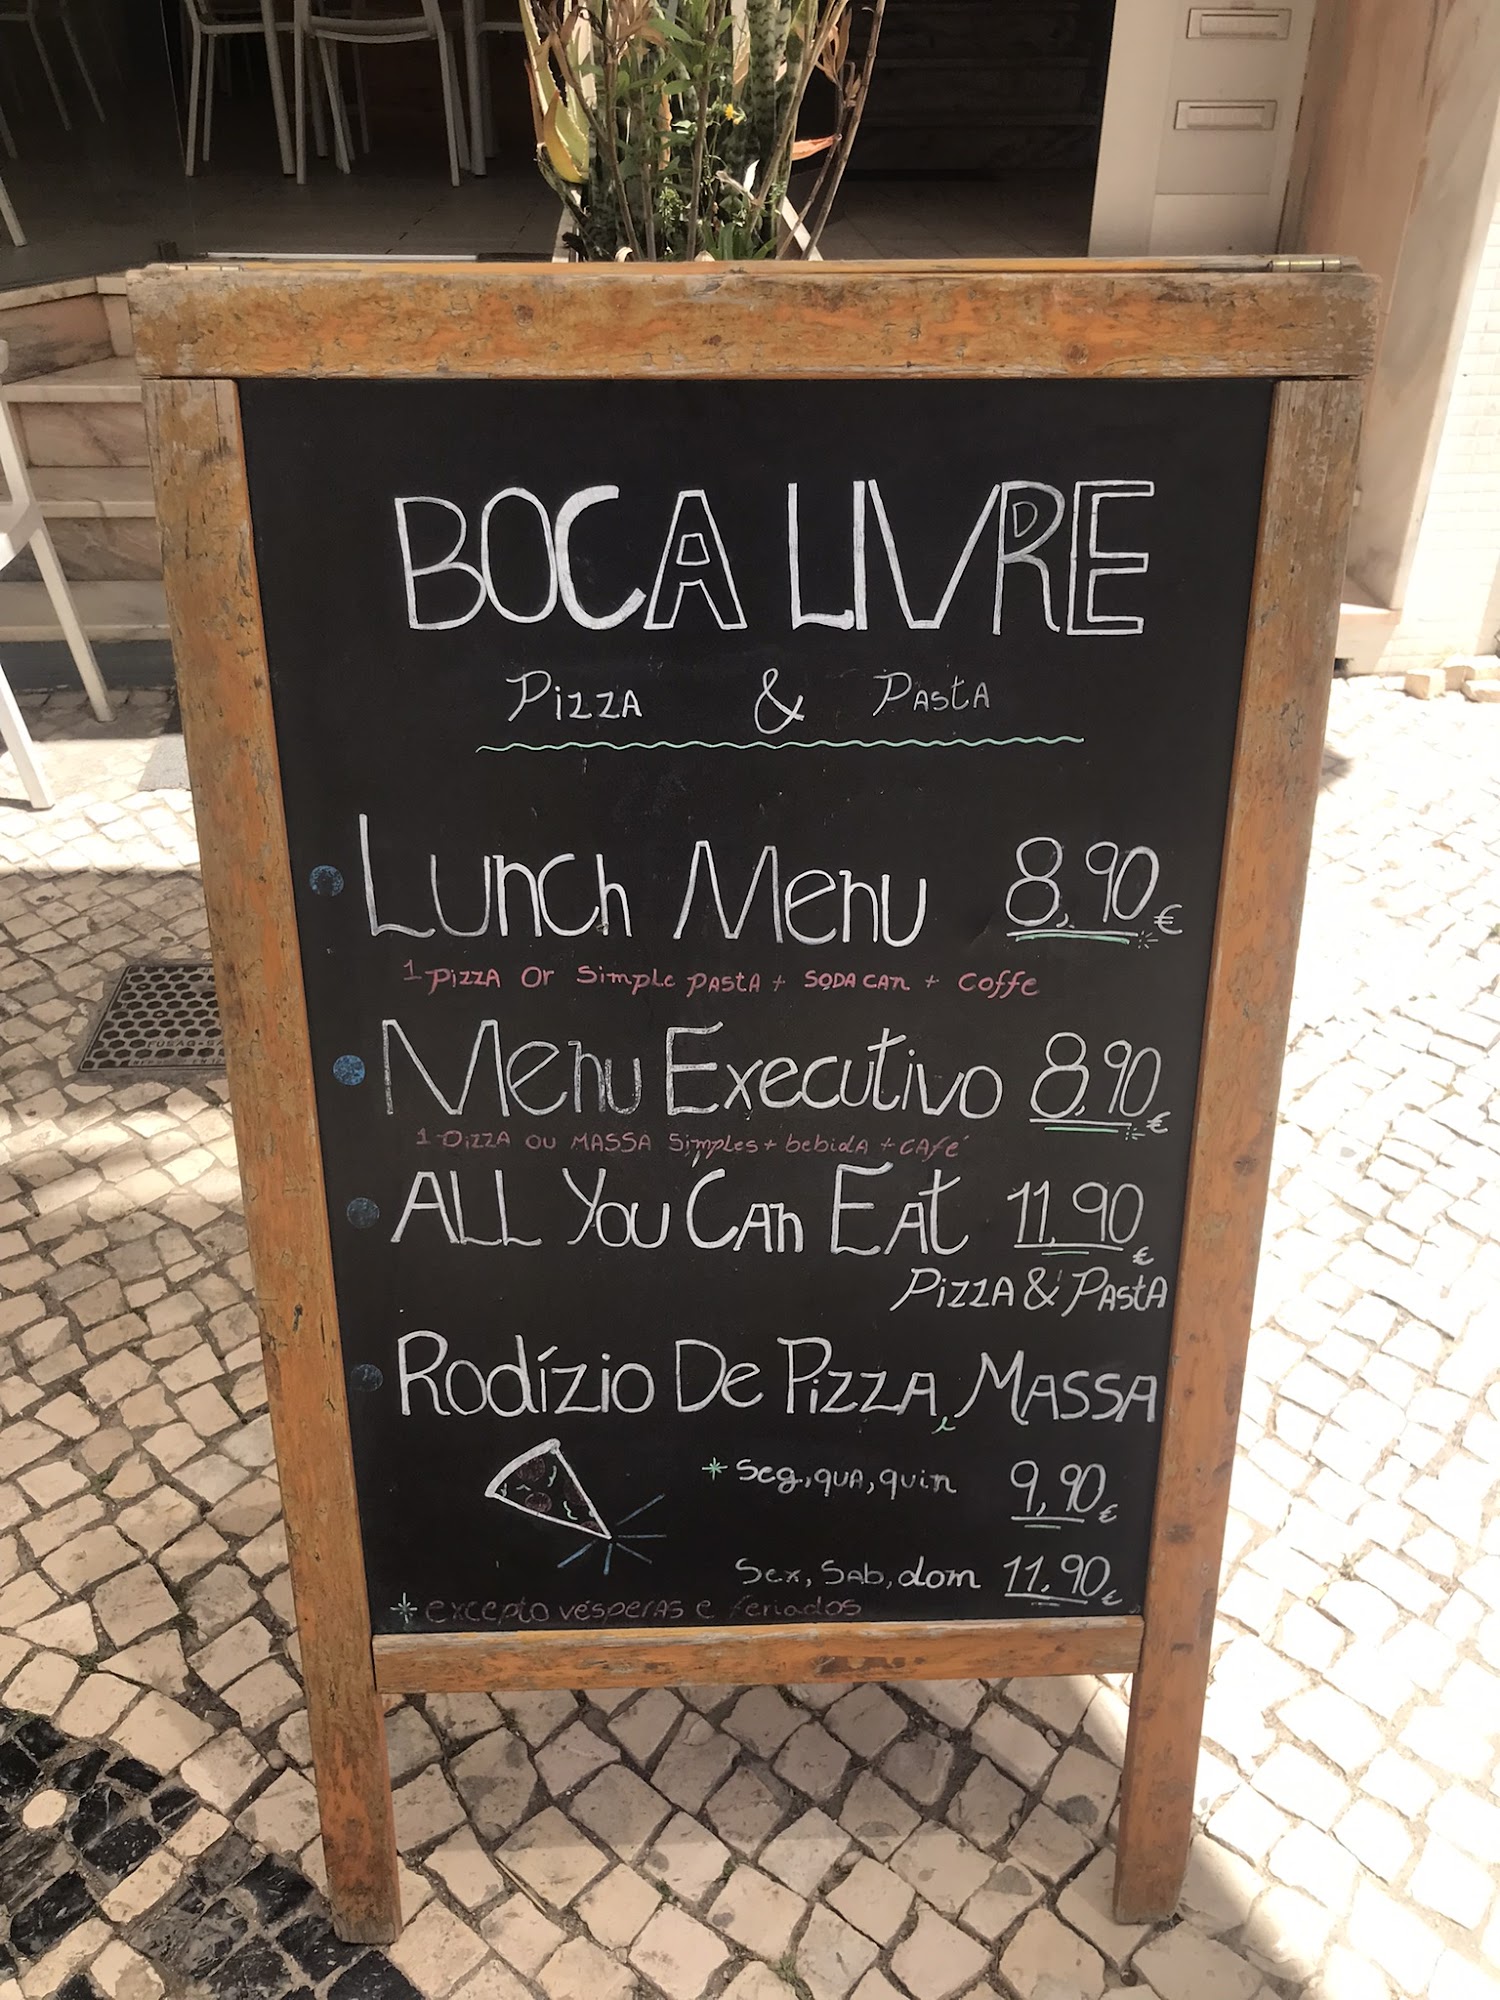 BOCA LIVRE
Pizza & Pasta
Lunch Menu 8,90€
1 Pizza or simple pasta + soda can + coffe
Menu Executivo 8,90€
1 Pizza ou massa simples + bebida + café
All You Can Eat 11,90€
Pizza & Pasta
Rodízio De Pizza e Massa
* Seg, qua, quin 9,90€
Sex, Sab, dom 11,90€
* excepto vésperas e feriados